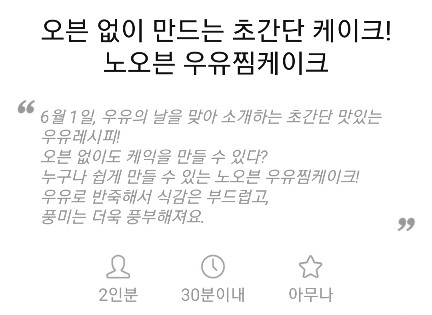 오븐 없이 만드는 초간단 케이크!
노오븐 우유찜케이크
“
6월 1일, 우유의 날을 맞아 소개하는 초간단 맛있는
우유레시피!
오븐 없이도 케익을 만들 수 있다?
누구나 쉽게 만들 수 있는 노오븐 우유찜케이크!
우유로 반죽해서 식감은 부드럽고,
풍미는 더욱 풍부해져요.
”
2인분 30분이내 아무나